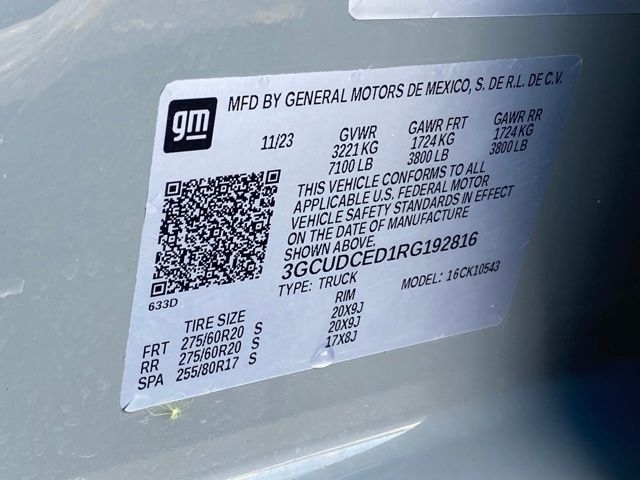 gm
MFD BY GENERAL MOTORS DE MEXICO, S. DE R.L. DE C.V.
11/23 GVWR GAWR FRT GAWR RR
3221 KG 1724 KG 1724 KG
7100 LB 3800 LB 3800 LB
THIS VEHICLE CONFORMS TO ALL
APPLICABLE U.S. FEDERAL MOTOR
VEHICLE SAFETY STANDARDS IN EFFECT
ON THE DATE OF MANUFACTURE
SHOWN ABOVE.
3GCUDCED1RG192816
633D
TYPE: TRUCK MODEL: 16CK10543
TIRE SIZE RIM
FRT 275/60R20 S 20X9J
RR 275/60R20 S 20X9J
SPA 255/80R17 S 17X8J